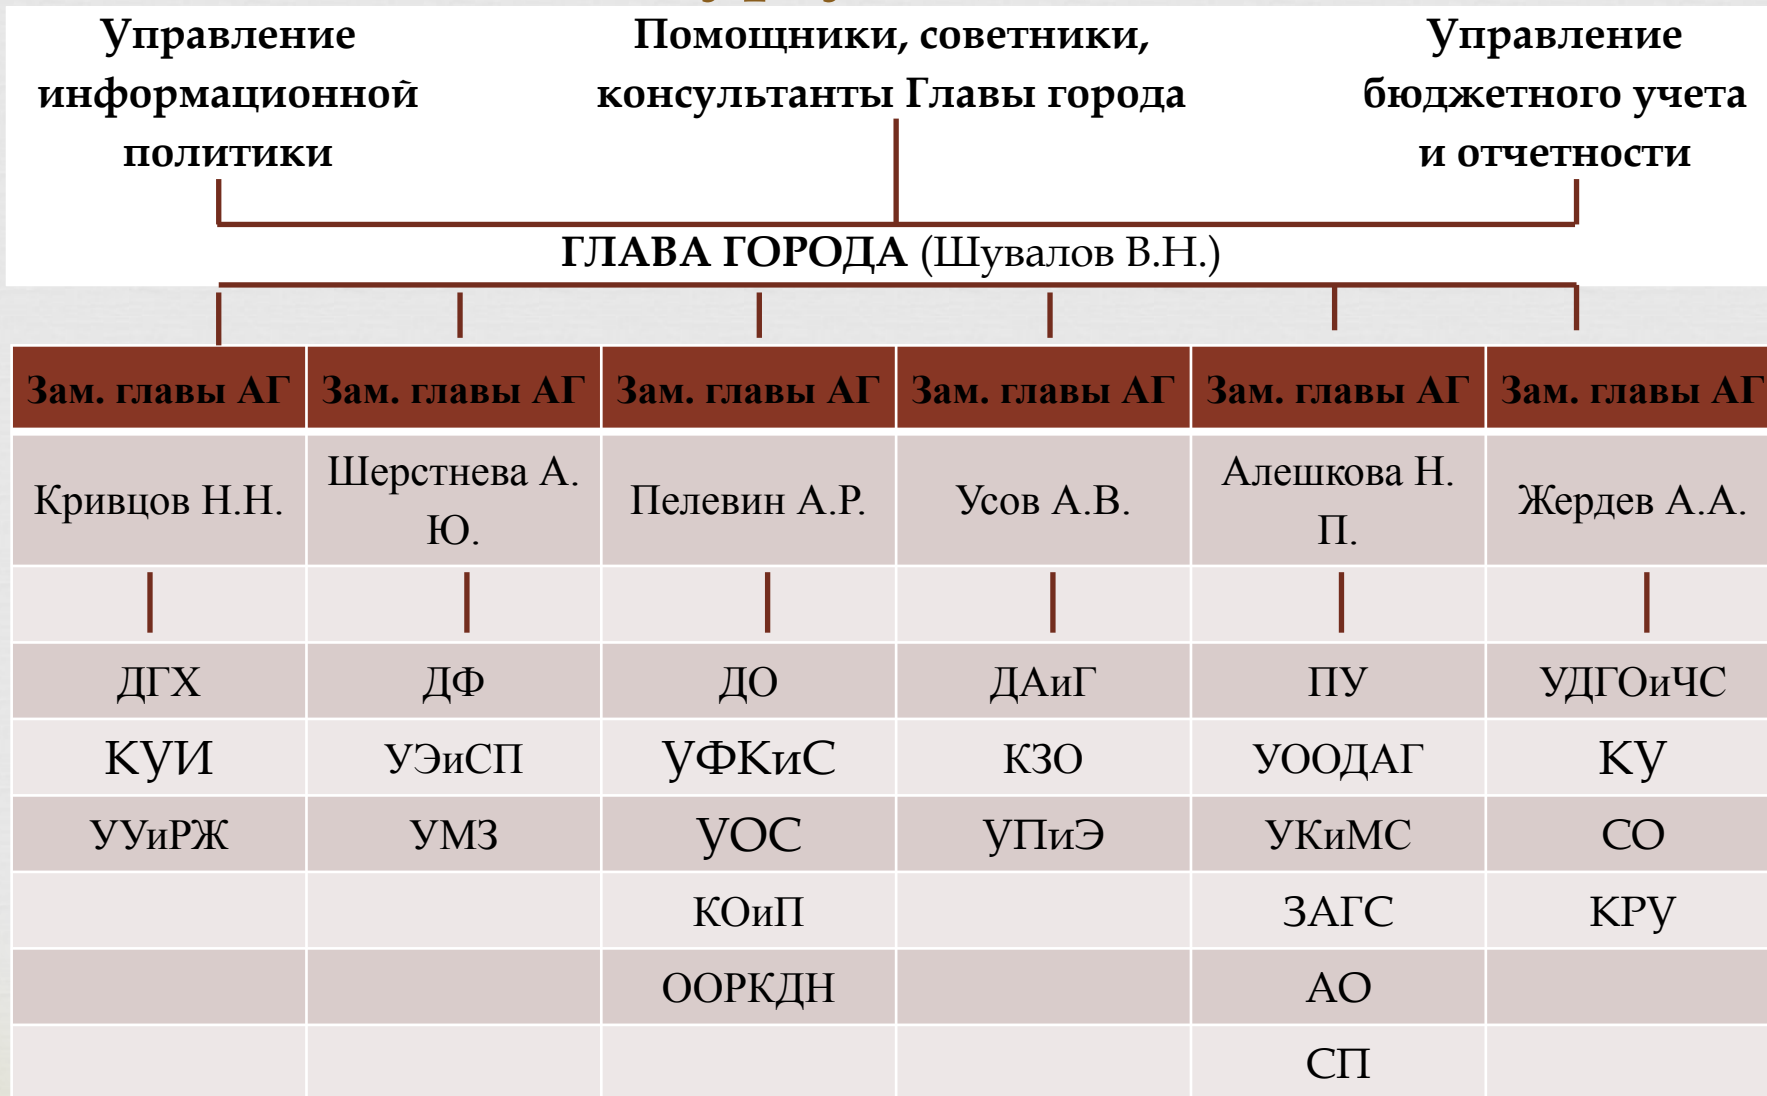 Управление
информационной
политики
Помощники, советники,
консультанты Главы города
Управление
бюджетного учета
и отчетности
ГЛАВА ГОРОДА (Шувалов В.Н.)
Зам. главы АГ Зам. главы АГ Зам. главы АГ Зам. главы АГ Зам. главы АГ Зам. главы АГ
Кривцов Н.Н.
Шерстнева А.
Ю.
Пелевин А.Р.
Усов А.В.
Алешкова Н.
П.
Жердев А.А.
ДГХ ДФ ДО ДАиГ ПУ УДГОиЧС
КУИ УЭиСП УФКиС КЗО УООДАГ КУ
УУиРЖ УМЗ УОС УПиЭ УКиМС СО
КОиП ЗАГС КРУ
ООРКДН АО
СП